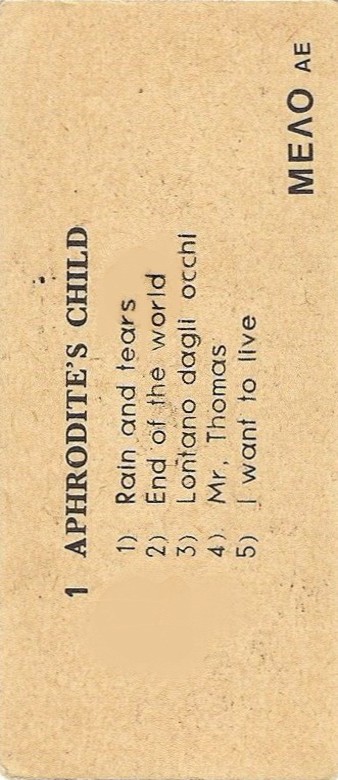 1 APHRODITE'S CHILD
1) Rain and tears
2) End of the world
3) Lontano dagli occhi
4) Mr, Thomas
5) I want to live
ΜΕΛΟ ΑΕ